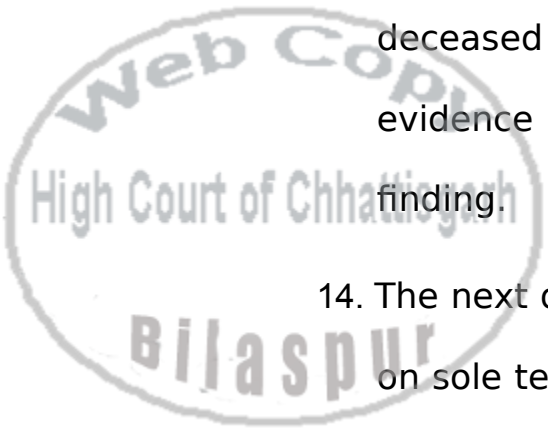 deceased
evidence
finding.
14. The next
on sole te
Web Copy
High Court of Chhattisgarh
Bilaspur